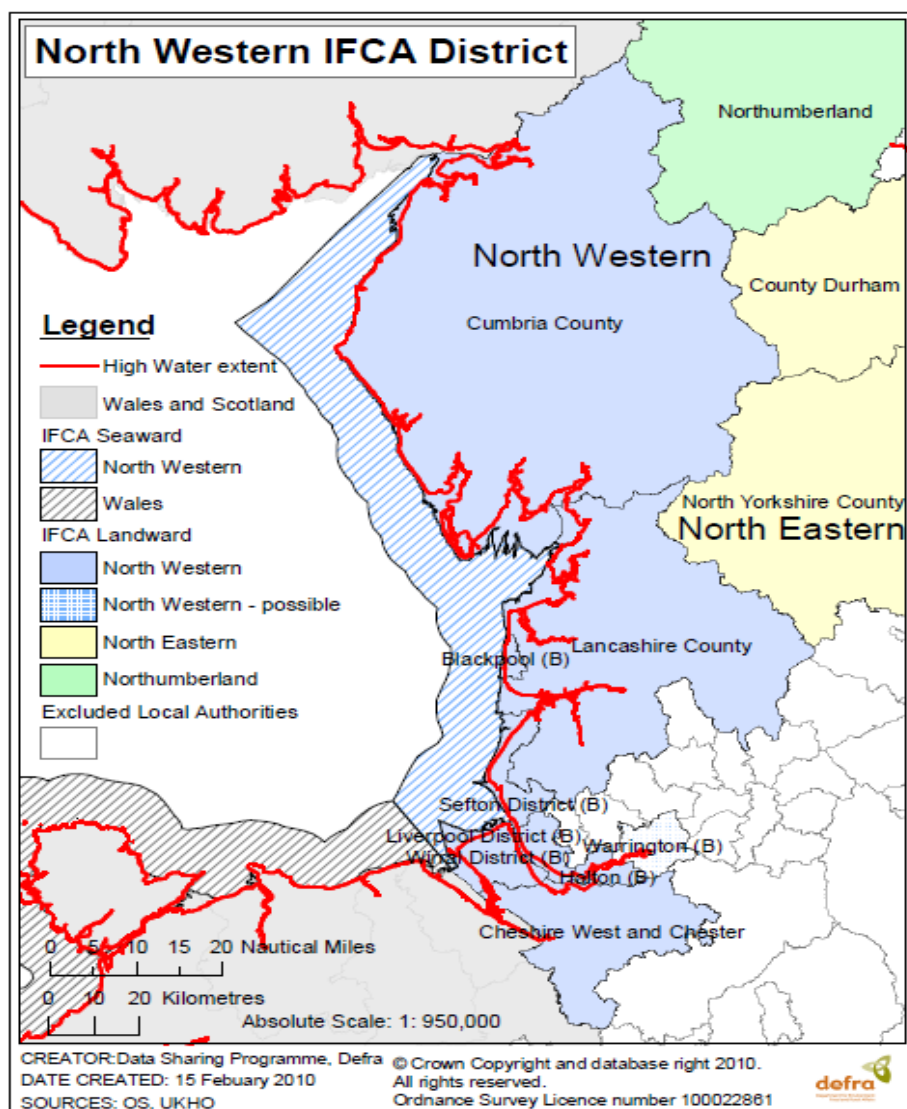 North Western IFCA District
Northumberland
North Western
County Durham
Cumbria County
Legend
High Water extent
Wales and Scotland
IFCA Seaward
North Western
Wales
IFCA Landward
North Western
North Western - possible
North Eastern
Northumberland
Excluded Local Authorities
North Yorkshire County
North Eastern
Lancashire County
Blackpool (B)
Sefton District (B)
Liverpool District (B)
Warrington (B)
Wirral District (B)
Halton (B)
Cheshire West and Chester
0 5 10 15 20 Nautical Miles
0 10 20 Kilometres
Absolute Scale: 1: 950,000
CREATOR:Data Sharing Programme, Defra
DATE CREATED: 15 Febuary 2010
SOURCES: OS, UKHO
© Crown Copyright and database right 2010.
All rights reserved.
Ordnance Survey Licence number 100022861
defra